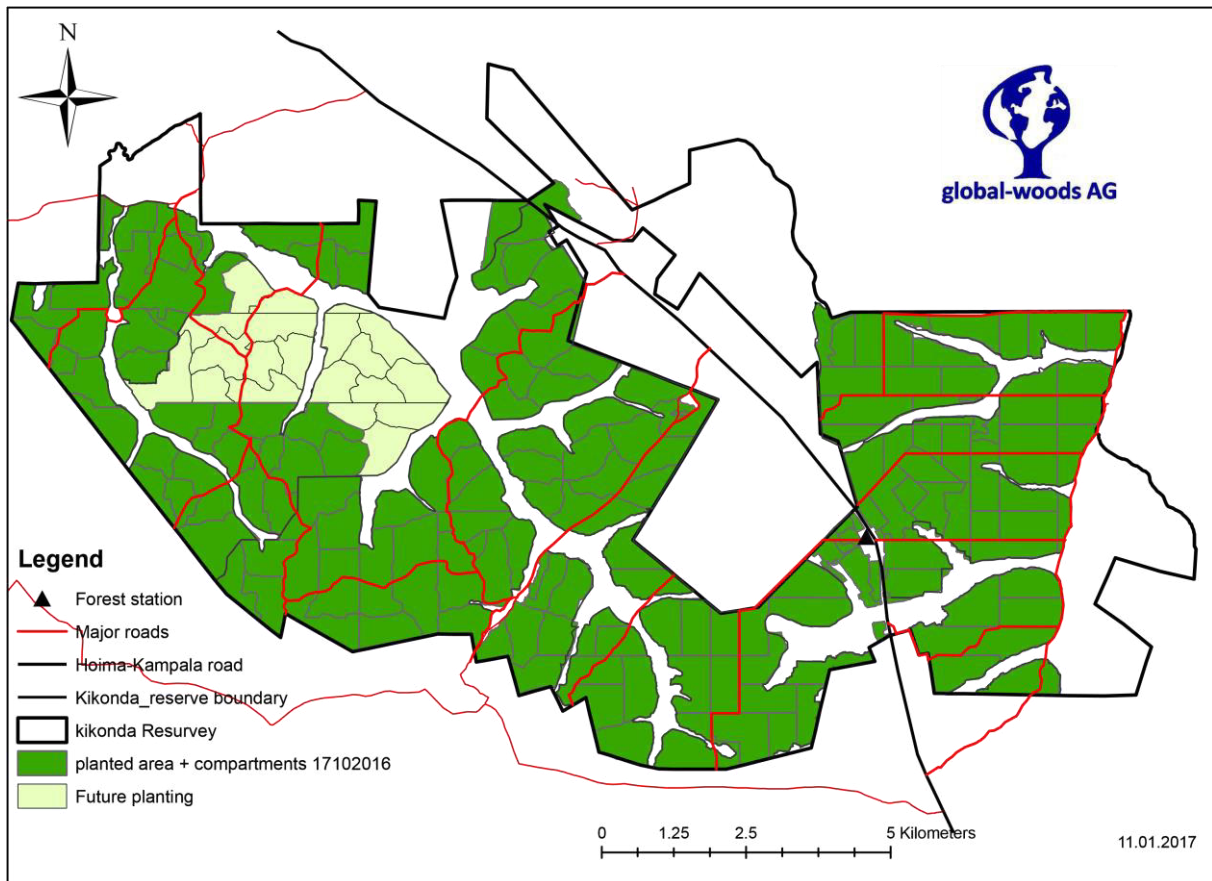 N
global-woods AG
Legend
Forest station
Major roads
Hoima-Kampala road
Kikonda_reserve boundary
kikonda Resurvey
planted area + compartments 17102016
Future planting
0 1.25 2.5 5 Kilometers
11.01.2017